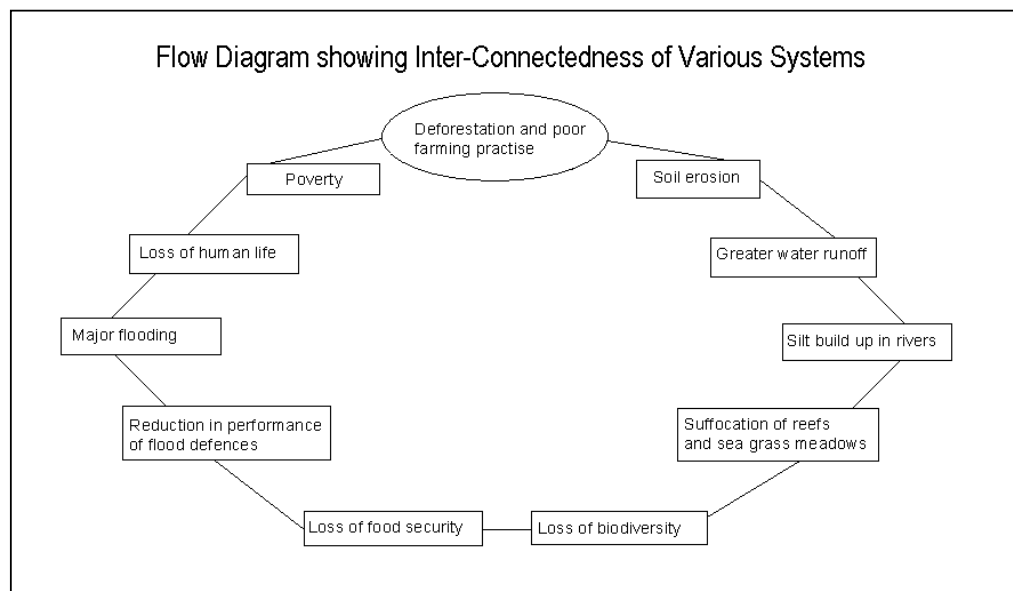 Flow Diagram showing Inter-Connectedness of Various Systems
Deforestation and poor
farming practise
Soil erosion
Greater water runoff
Silt build up in rivers
Suffocation of reefs
and sea grass meadows
Loss of biodiversity
Loss of food security
Reduction in performance
of flood defences
Major flooding
Loss of human life
Poverty